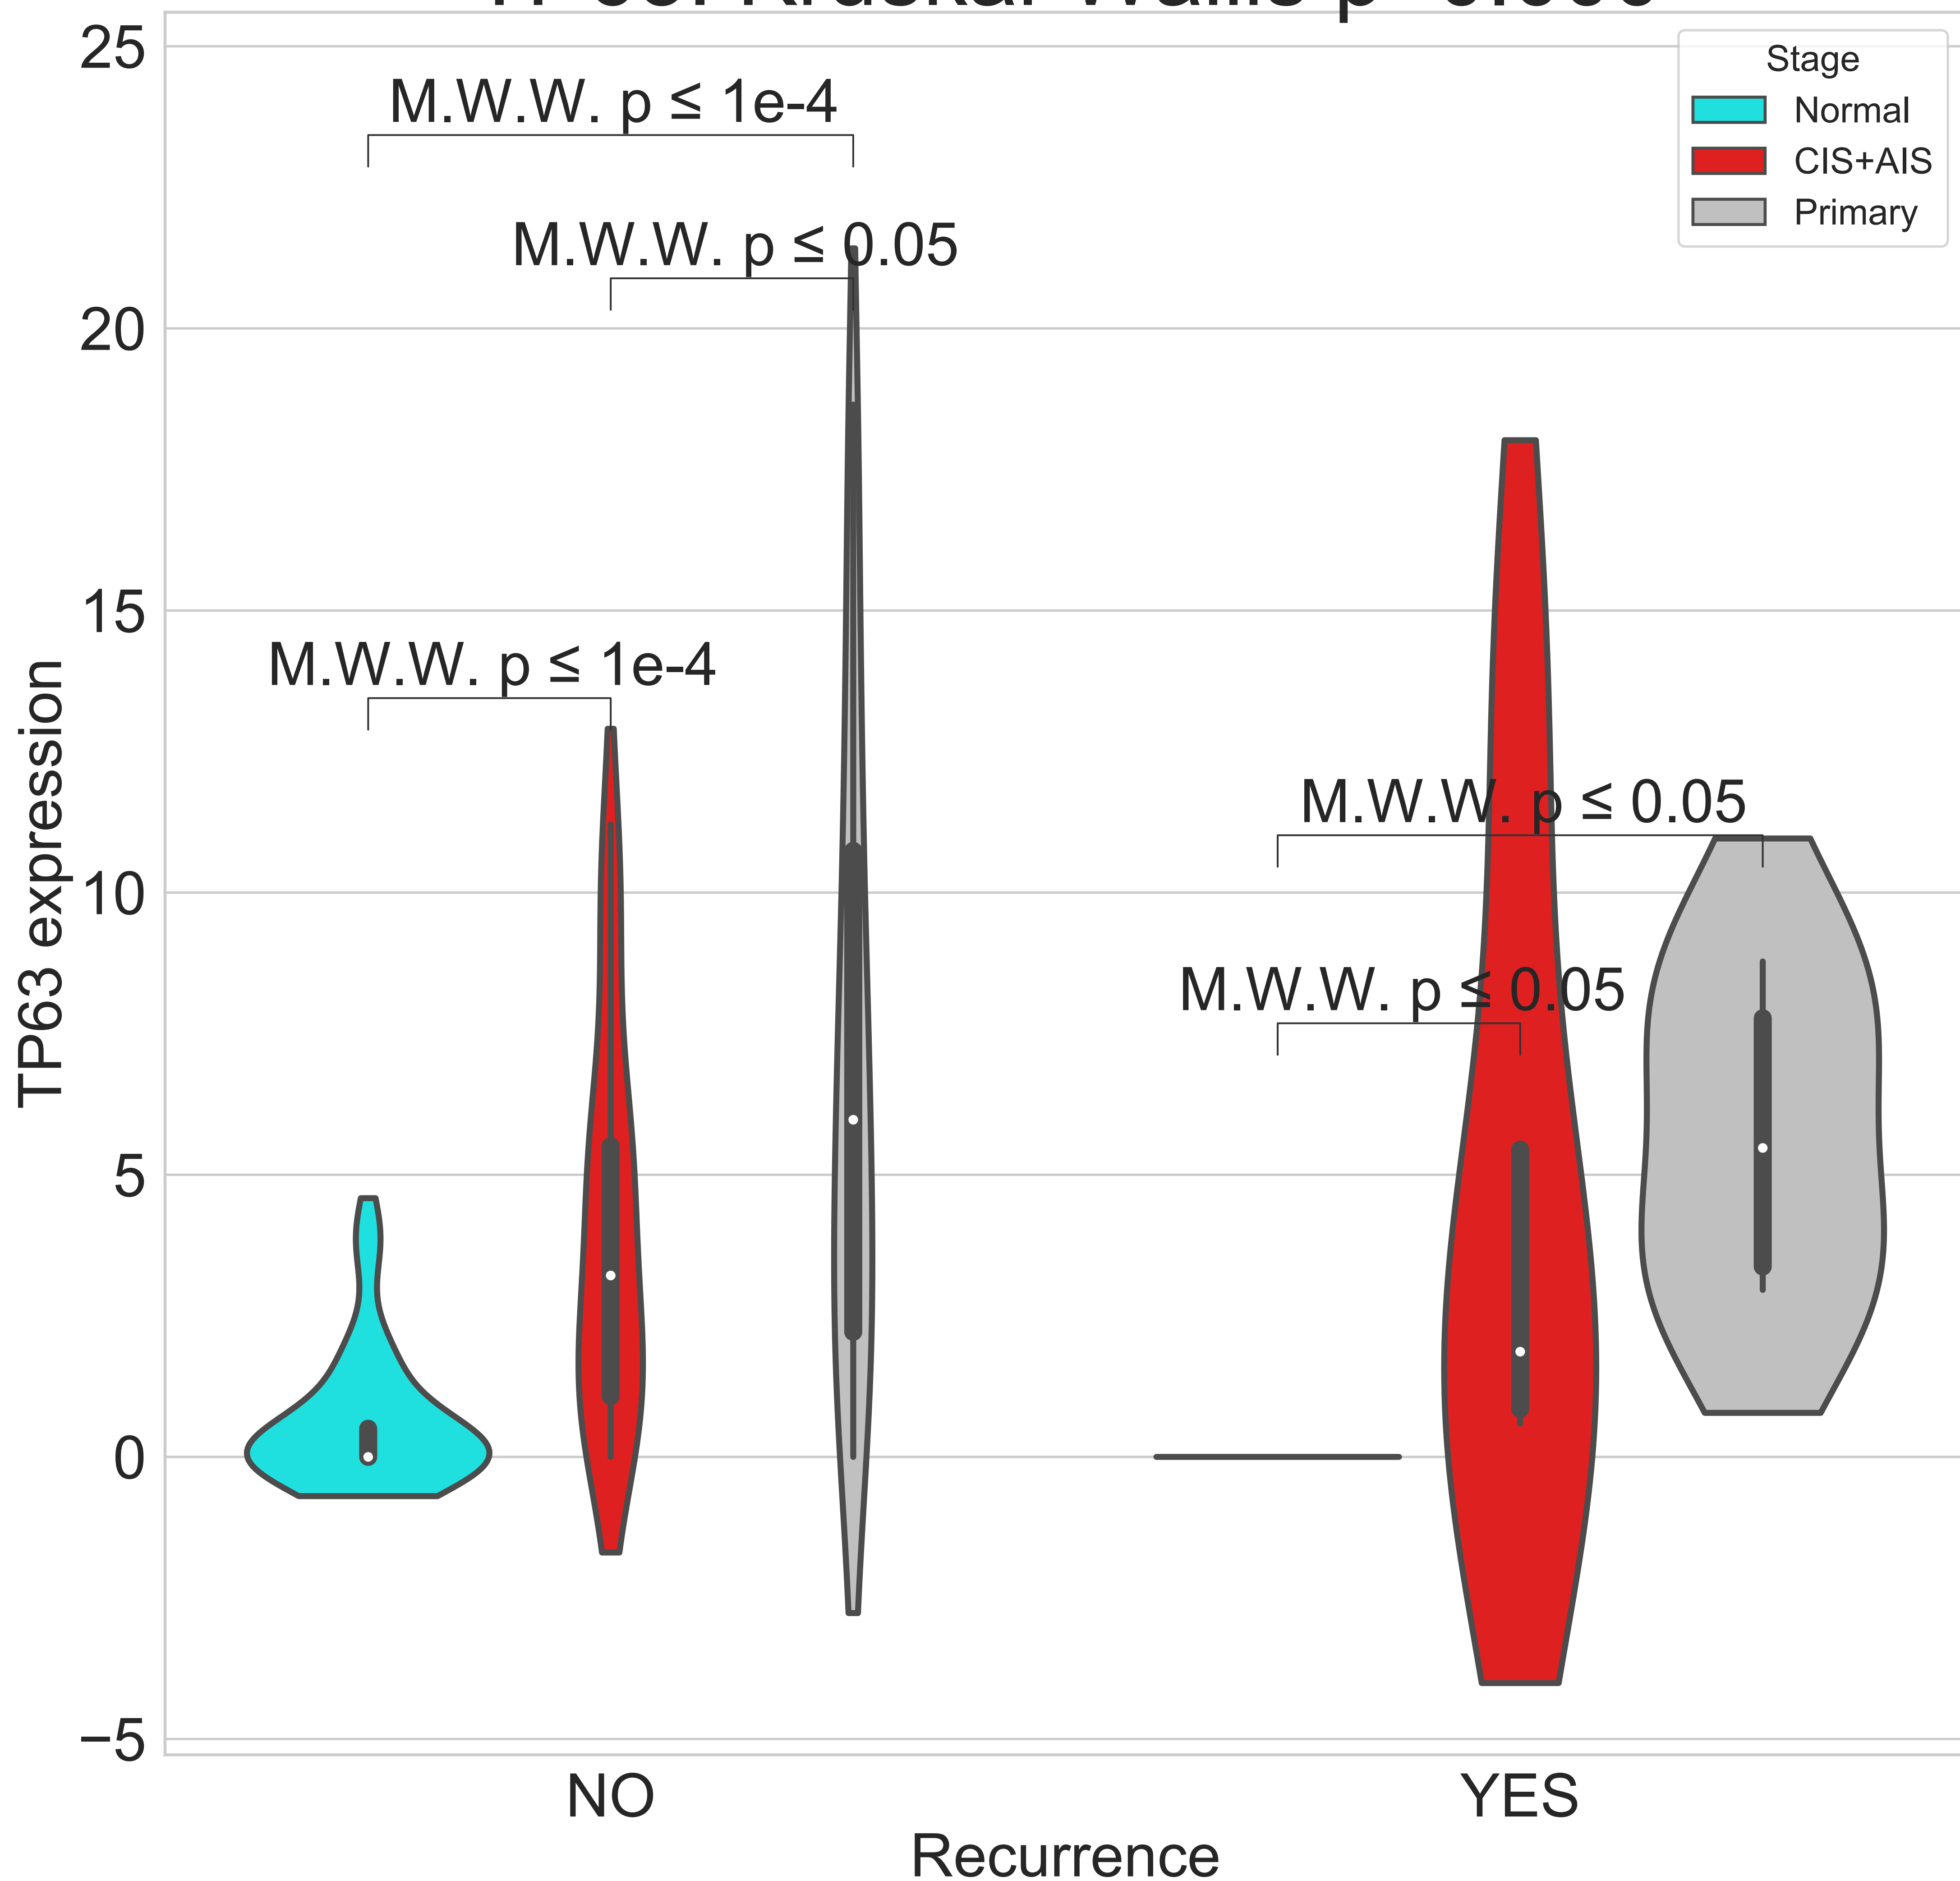 25
20
15
10
5
0
−5
TP63 expression
M.W.W. p ≤ 1e-4
M.W.W. p ≤ 0.05
M.W.W. p ≤ 1e-4
M.W.W. p ≤ 0.05
M.W.W. p ≤ 0.05
Stage
Normal
CIS+AIS
Primary
NO
YES
Recurrence